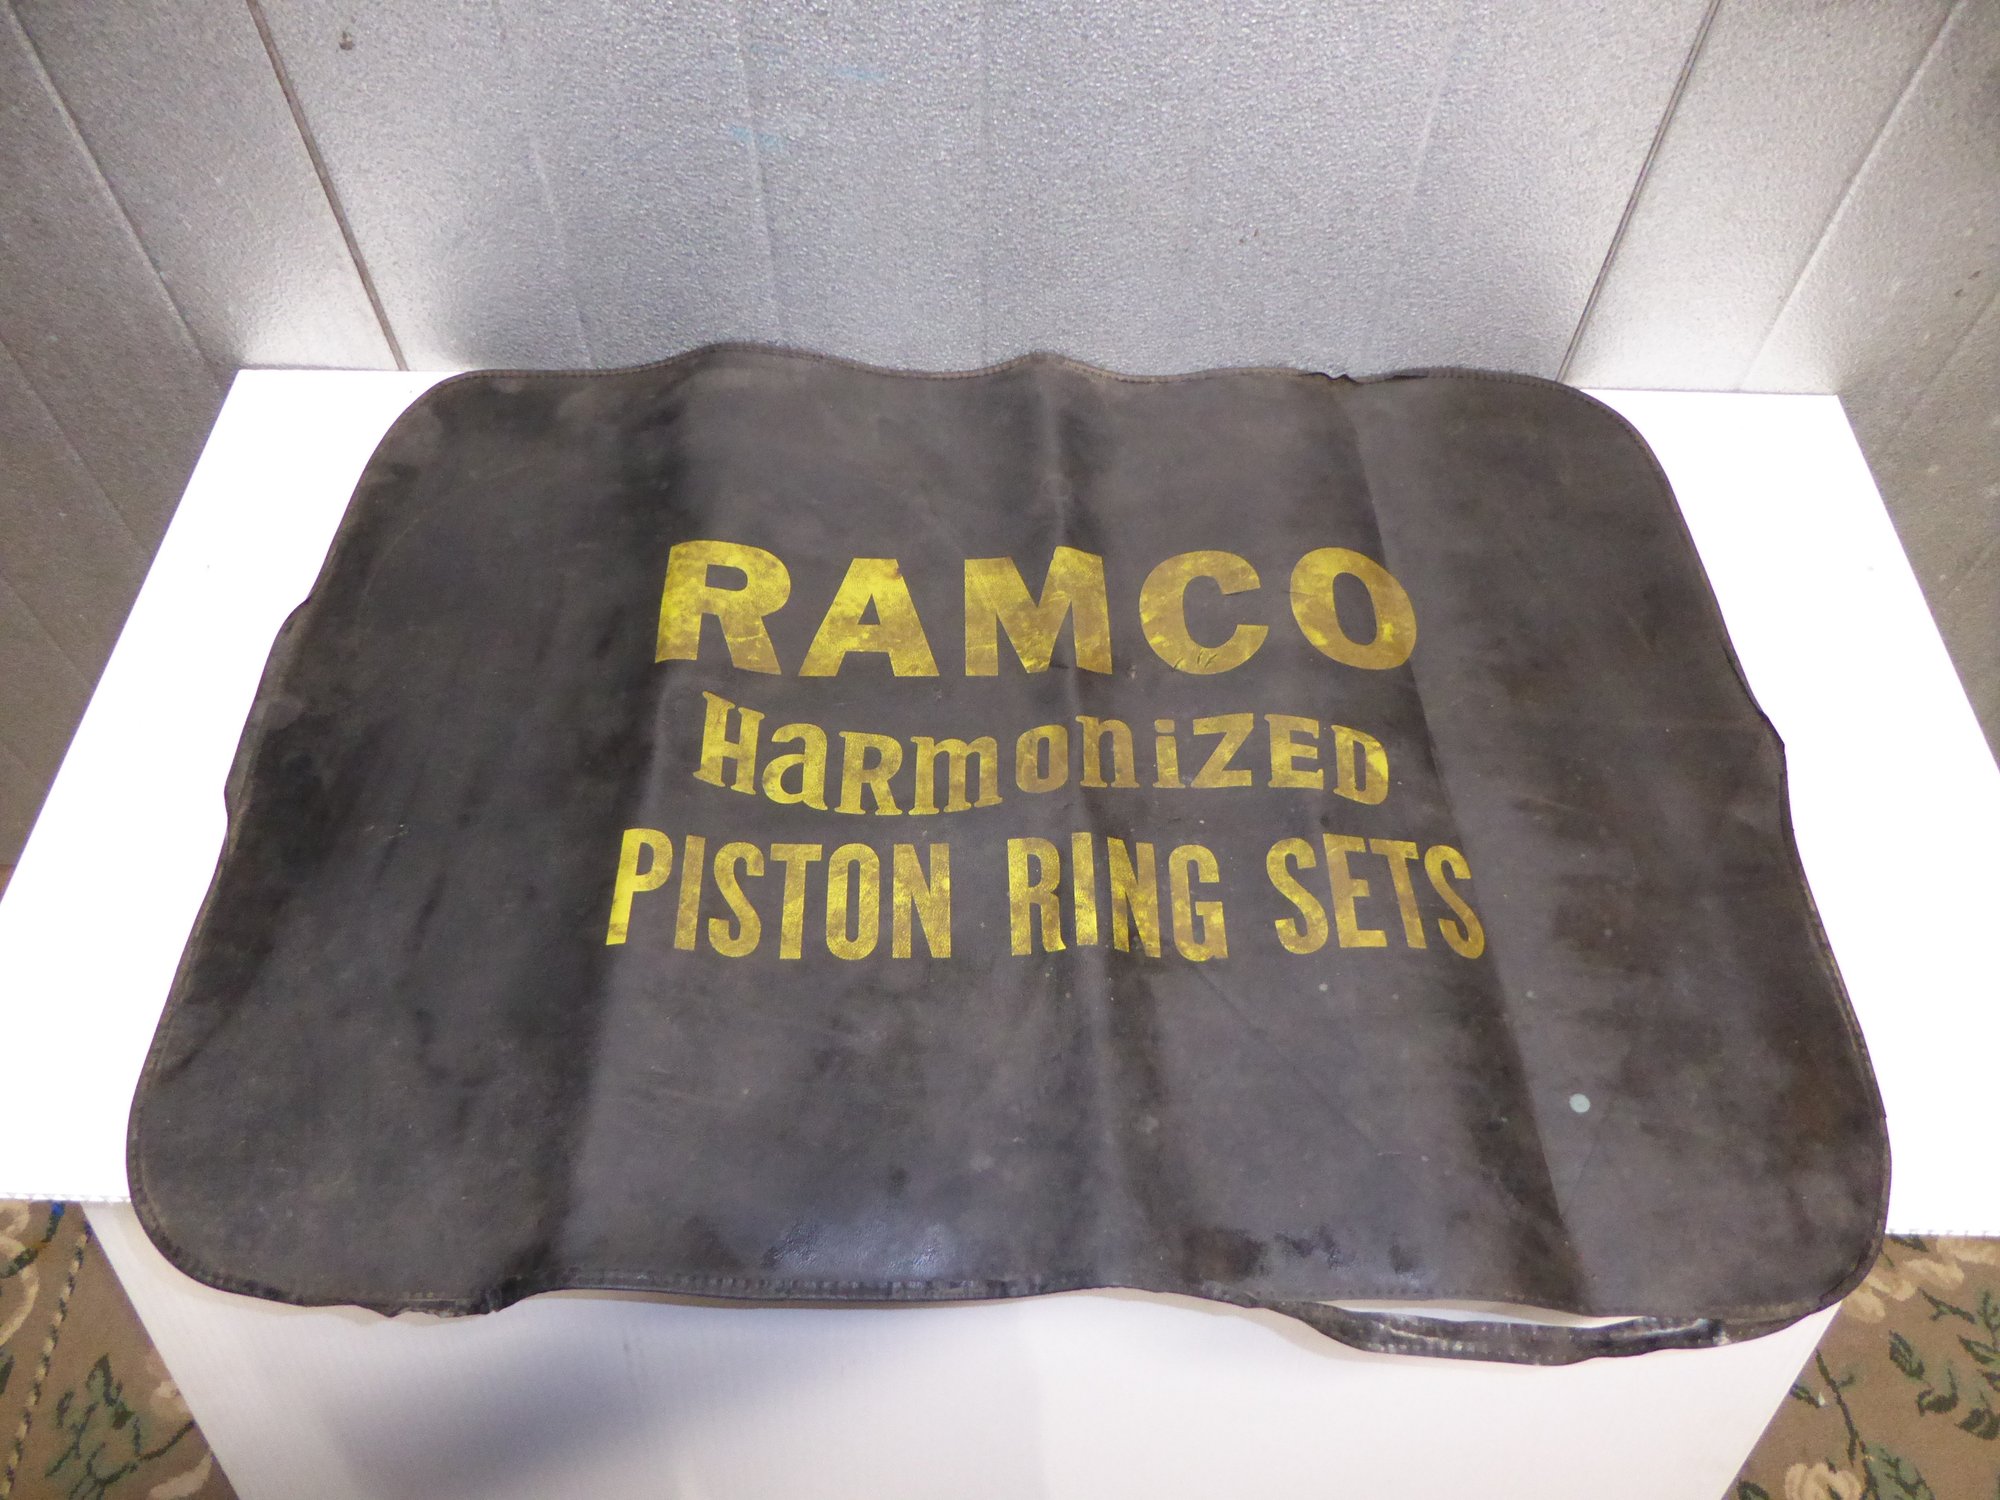 RAMCO
HaRmonizED
PISTON RING SETS